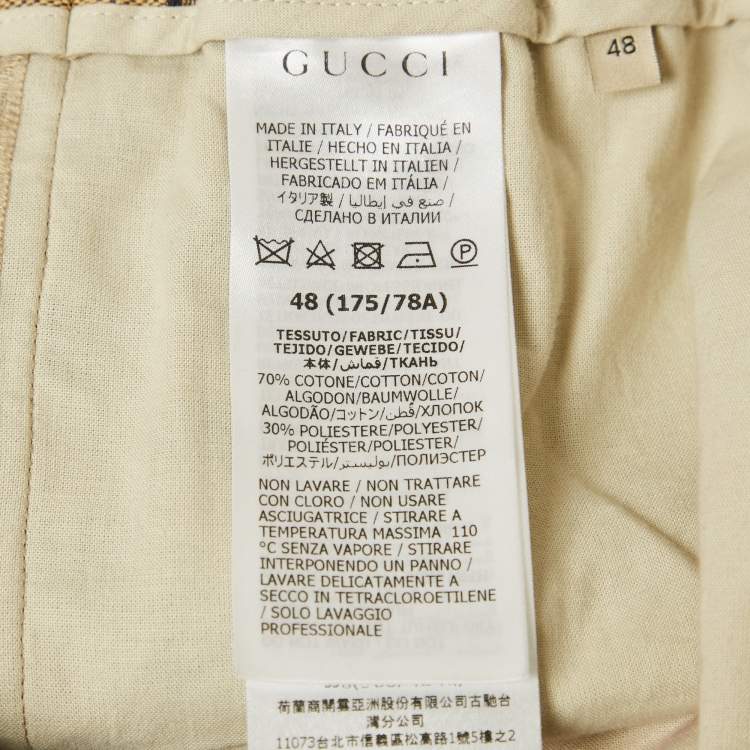 GUCCI
48
MADE IN ITALY / FABRIQUÉ EN
ITALIE / HECHO EN ITALIA /
HERGESTELLT IN ITALIEN /
FABRICADO EM ITÁLIA /
イタリア製 / صنع في إيطاليا /
СДЕЛАНО В ИТАЛИИ
P
48 (175/78A)
TESSUTO/FABRIC/TISSU/
TEJIDO/GEWEBE/TECIDO/
本体/قماش/ТКАНЬ
70% COTONE/COTTON/COTON/
ALGODON/BAUMWOLLE/
ALGODÃO/コットン/قطن/ХЛОПОК
30% POLIESTERE/POLYESTER/
POLIÉSTER/POLIESTER/
ポリエステル/بوليستر/ПОЛИЭСТЕР
NON LAVARE / NON TRATTARE
CON CLORO / NON USARE
ASCIUGATRICE / STIRARE A
TEMPERATURA MASSIMA 110
°C SENZA VAPORE / STIRARE
INTERPONENDO UN PANNO /
LAVARE DELICATAMENTE A
SECCO IN TETRACLOROETILENE
/ SOLO LAVAGGIO
PROFESSIONALE
荷蘭商開雲亞洲股份有限公司古馳台
灣分公司
11073台北市信義區松高路1號5樓之2